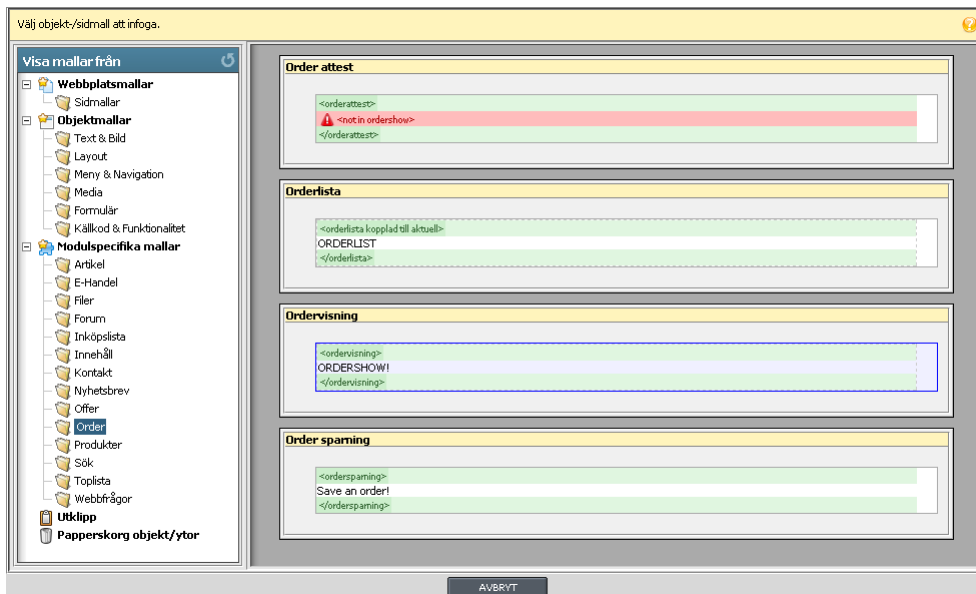 Välj objekt-/sidmall att infoga.
Visa mallar från
Webbplatsmallar
Sidmallar
Objektmallar
Text & Bild
Layout
Meny & Navigation
Media
Formulär
Källkod & Funktionalitet
Modulspecifika mallar
Artikel
E-Handel
Filer
Forum
Inköpslista
Innehåll
Kontakt
Nyhetsbrev
Offer
Order
Produkter
Sök
Toplista
Webbfrågor
Utklipp
Papperskorg objekt/ytor
Order attest
<orderattest>
<not in ordershow>
</orderattest>
Orderlista
<orderlista kopplad till aktuell>
ORDERLIST
</orderlista>
Ordervisning
<ordervisning>
ORDERSHOW!
</ordervisning>
Order sparning
<ordersparning>
Save an order!
</ordersparning>
AVBRYT